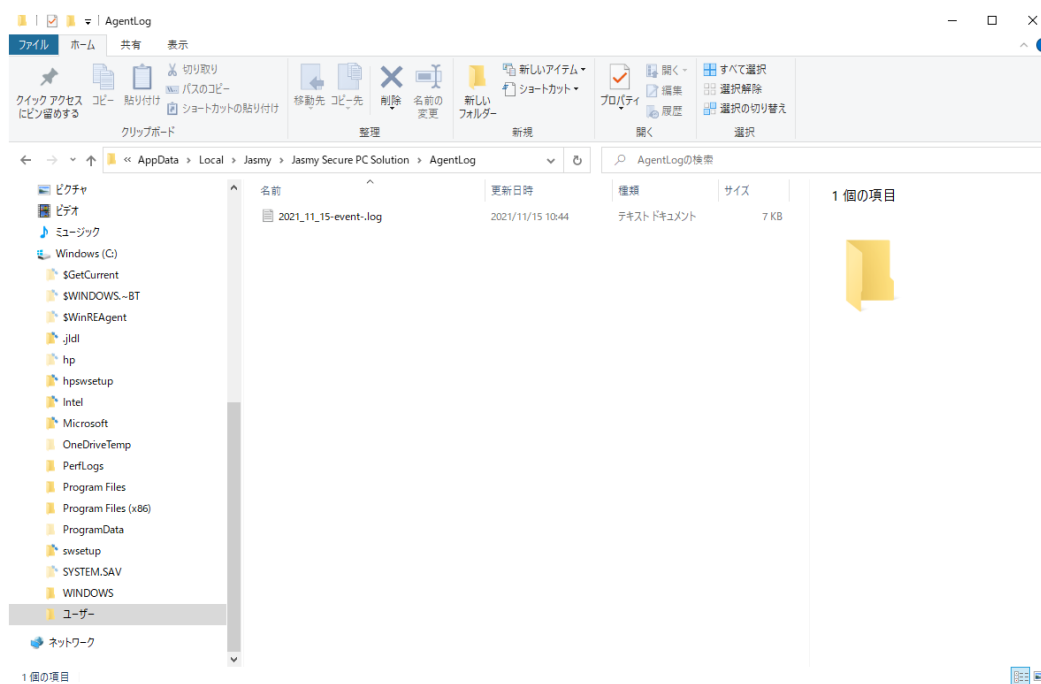 AgentLog
ファイル ホーム 共有 表示
クイック アクセス
にピン留めする
コピー
貼り付け
切り取り
パスのコピー
ショートカットの貼り付け
クリップボード
移動先 コピー先 削除 名前の
変更
整理
新しい
フォルダー
新しいアイテム
ショートカット
新規
プロパティ
開く
編集
履歴
開く
すべて選択
選択解除
選択の切り替え
選択
« AppData › Local › Jasmy › Jasmy Secure PC Solution › AgentLog
AgentLogの検索
ピクチャ
ビデオ
ミュージック
Windows (C:)
$GetCurrent
$WINDOWS.~BT
$WinREAgent
.jldl
hp
hpswsetup
Intel
Microsoft
OneDriveTemp
PerfLogs
Program Files
Program Files (x86)
ProgramData
swsetup
SYSTEM.SAV
WINDOWS
ユーザー
ネットワーク
名前 更新日時 種類 サイズ
2021_11_15-event-.log 2021/11/15 10:44 テキスト ドキュメント 7 KB
1 個の項目
1 個の項目